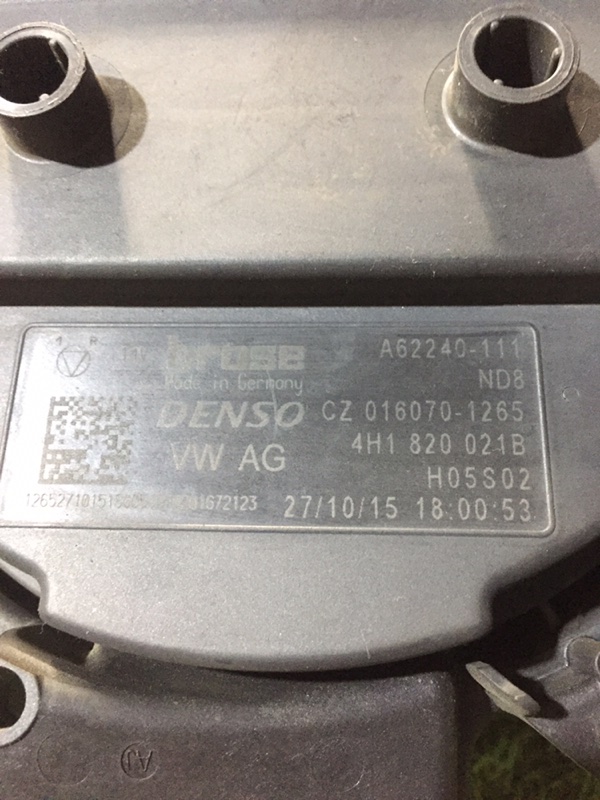 brose A62240-111
Made in Germany ND8
DENSO CZ 016070-1265
VW AG 4H1 820 021B
H05S02
27/10/15 18:00:53